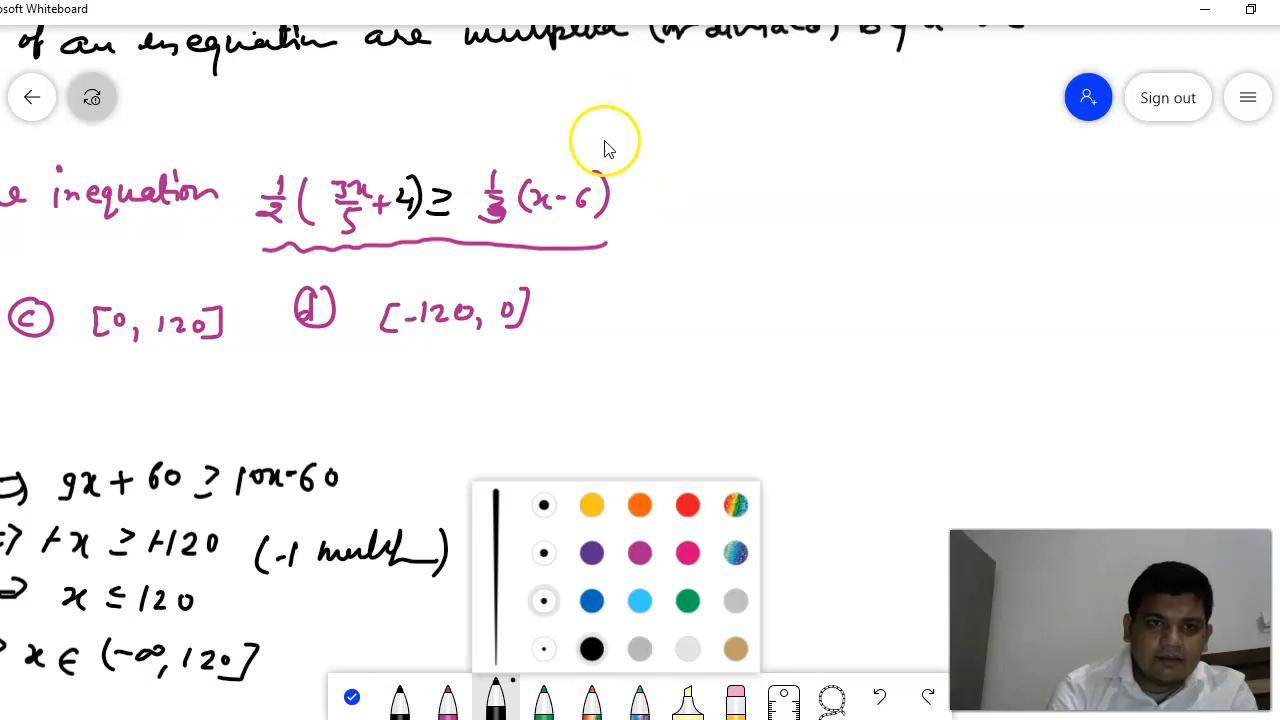 osoft Whiteboard
of an inequation are multiplied (or divided) by a
Sign out
e inequation 1/2 ( 3x/5 + 4) ≥ 1/3 (x - 6)
(c) [0, 120] (d) [-120, 0]
⇒) 9x + 60 ≥ 10x - 60
⇒ +x ≥ +120 (-1 mult)
⇒ x ≤ 120
x ∈ (-∞, 120]